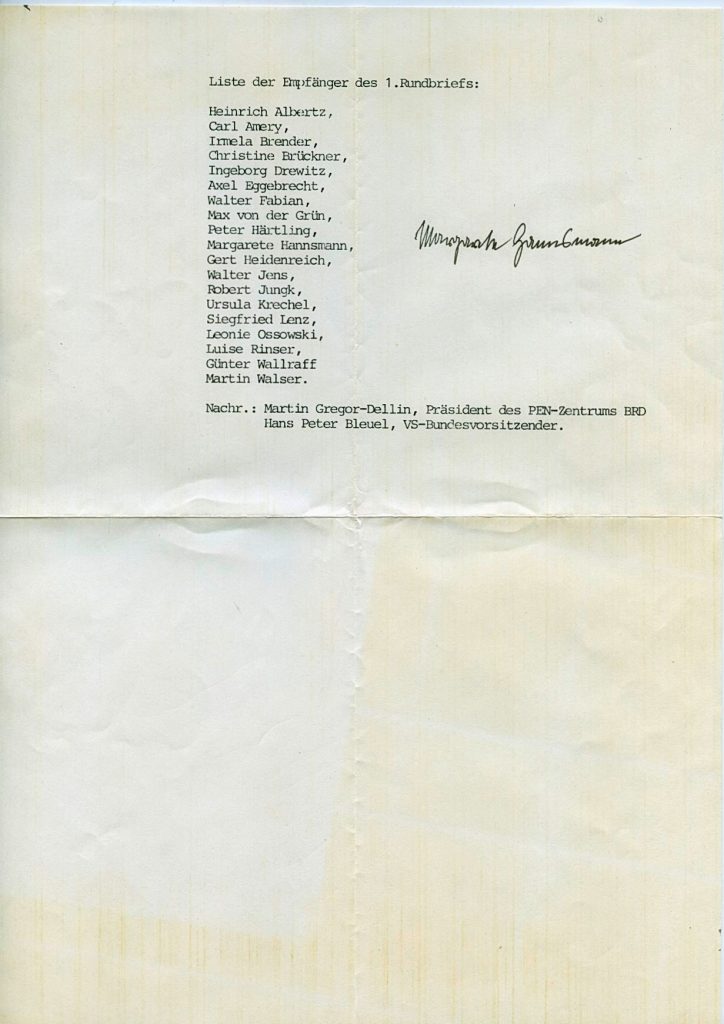 Liste der Empfänger des 1.Rundbriefs:
Heinrich Albertz,
Carl Amery,
Irmela Brender,
Christine Brückner,
Ingeborg Drewitz,
Axel Eggebrecht,
Walter Fabian,
Max von der Grün,
Peter Härtling,
Margarete Hannsmann,
Gert Heidenreich,
Walter Jens,
Robert Jungk,
Ursula Krechel,
Siegfried Lenz,
Leonie Ossowski,
Luise Rinser,
Günter Wallraff
Martin Walser.
Margarete Hannsmann
Nachr.: Martin Gregor-Dellin, Präsident des PEN-Zentrums BRD
Hans Peter Bleuel, VS-Bundesvorsitzender.